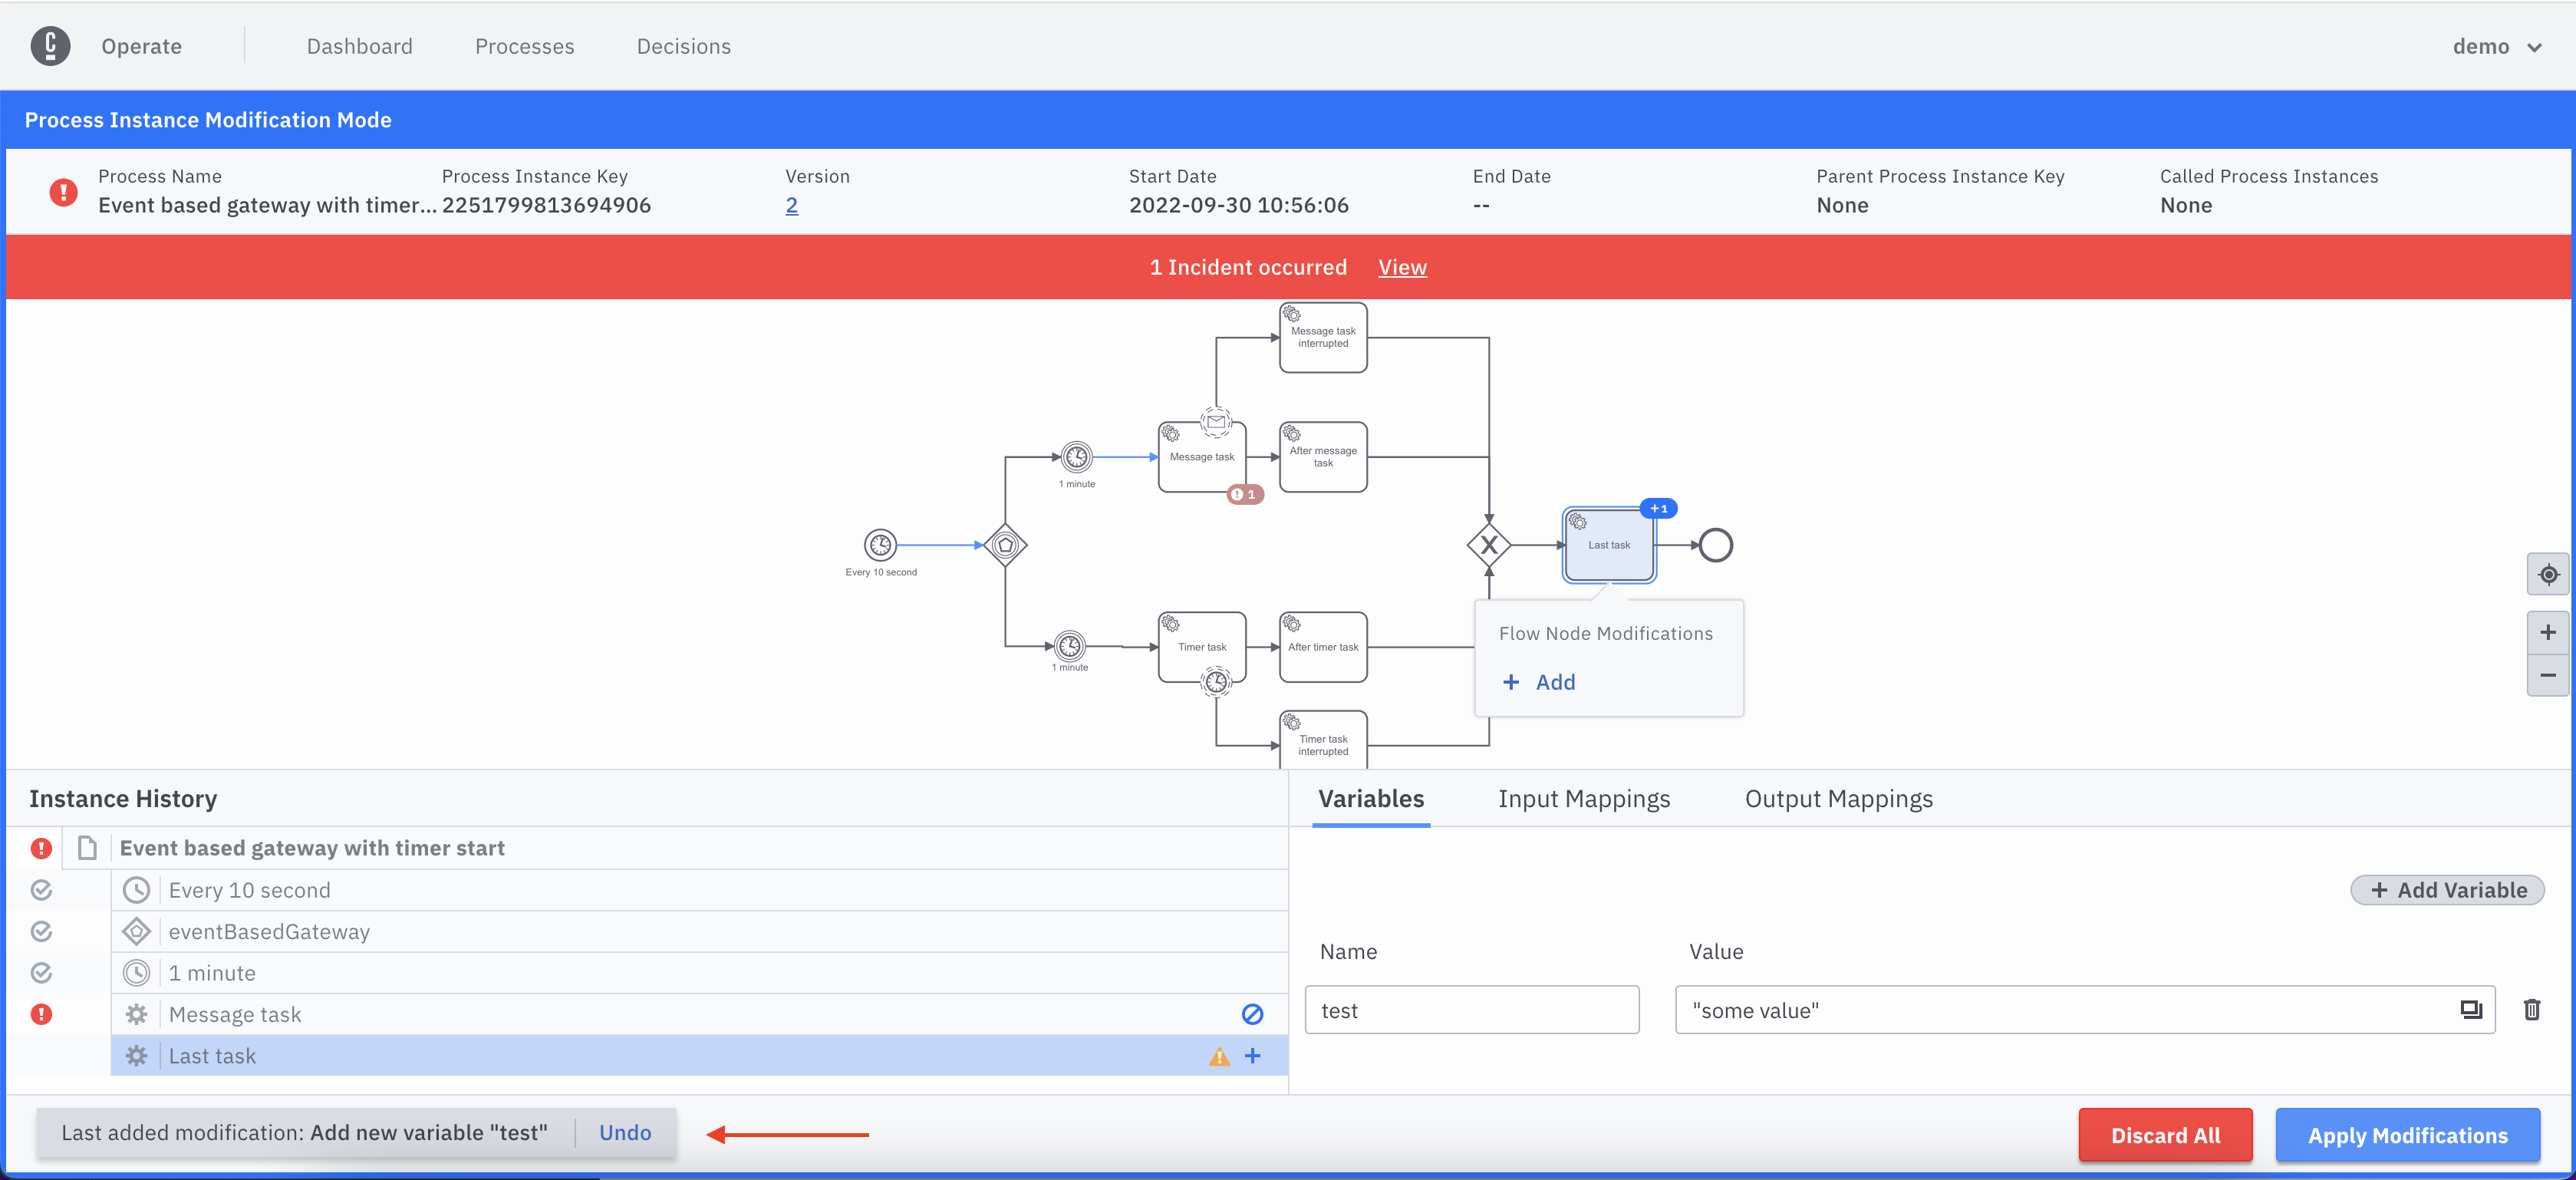 Operate
Dashboard
Processes
Decisions
demo
Process Instance Modification Mode
Process Name
Process Instance Key
Version
Start Date
End Date
Parent Process Instance Key
Called Process Instances
Event based gateway with timer...
2251799813694906
2
2022-09-30 10:56:06
--
None
None
1 Incident occurred
View
Message task
interrupted
Message task
After message
task
1 minute
1
+1
Last task
Every 10 second
Flow Node Modifications
+ Add
Timer task
After timer task
1 minute
Timer task
interrupted
Instance History
Event based gateway with timer start
Every 10 second
eventBasedGateway
1 minute
Message task
Last task
Variables
Input Mappings
Output Mappings
+ Add Variable
Name
Value
test
"some value"
Last added modification: Add new variable "test"
Undo
Discard All
Apply Modifications